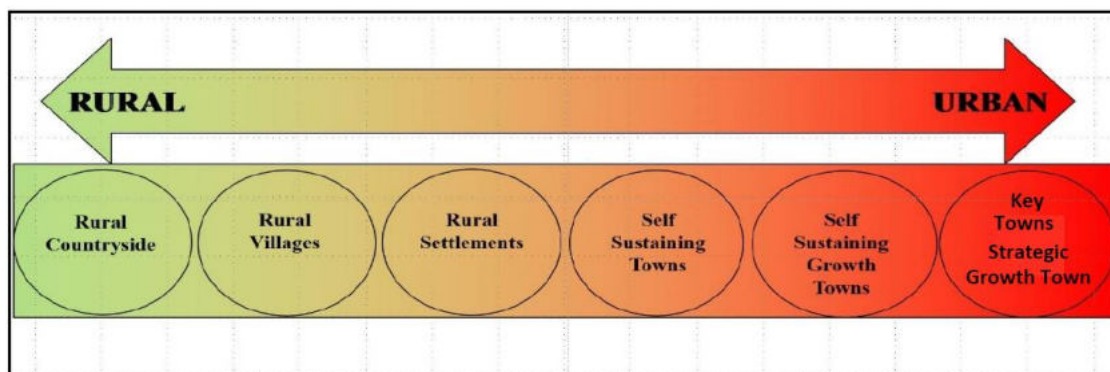 RURAL
URBAN
Rural
Countryside
Rural
Villages
Rural
Settlements
Self
Sustaining
Towns
Self
Sustaining
Growth
Towns
Key
Towns
Strategic
Growth Town